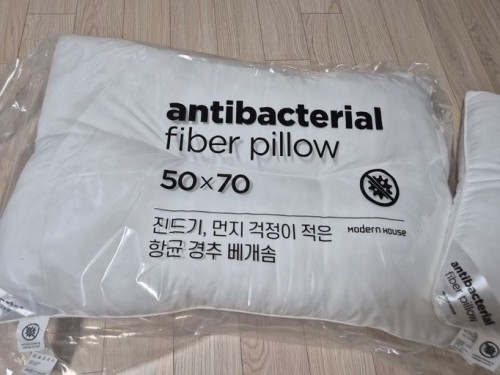 antibacterial
fiber pillow
50×70
진드기, 먼지 걱정이 적은
항균 경추 베개솜
MODERN HOUSE
antibacterial
fiber pillow